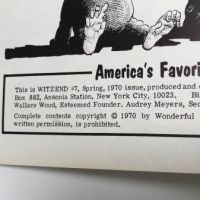 America's Favori
This is WITZEND #7, Spring, 1970 issue, produced and
Box 882, Ansonia Station, New York City, 10023. Bi
Wallace Wood, Esteemed Founder. Audrey Meyers, Sec
Complete contents copyright © 1970 by Wonderful
written permission, is prohibited.